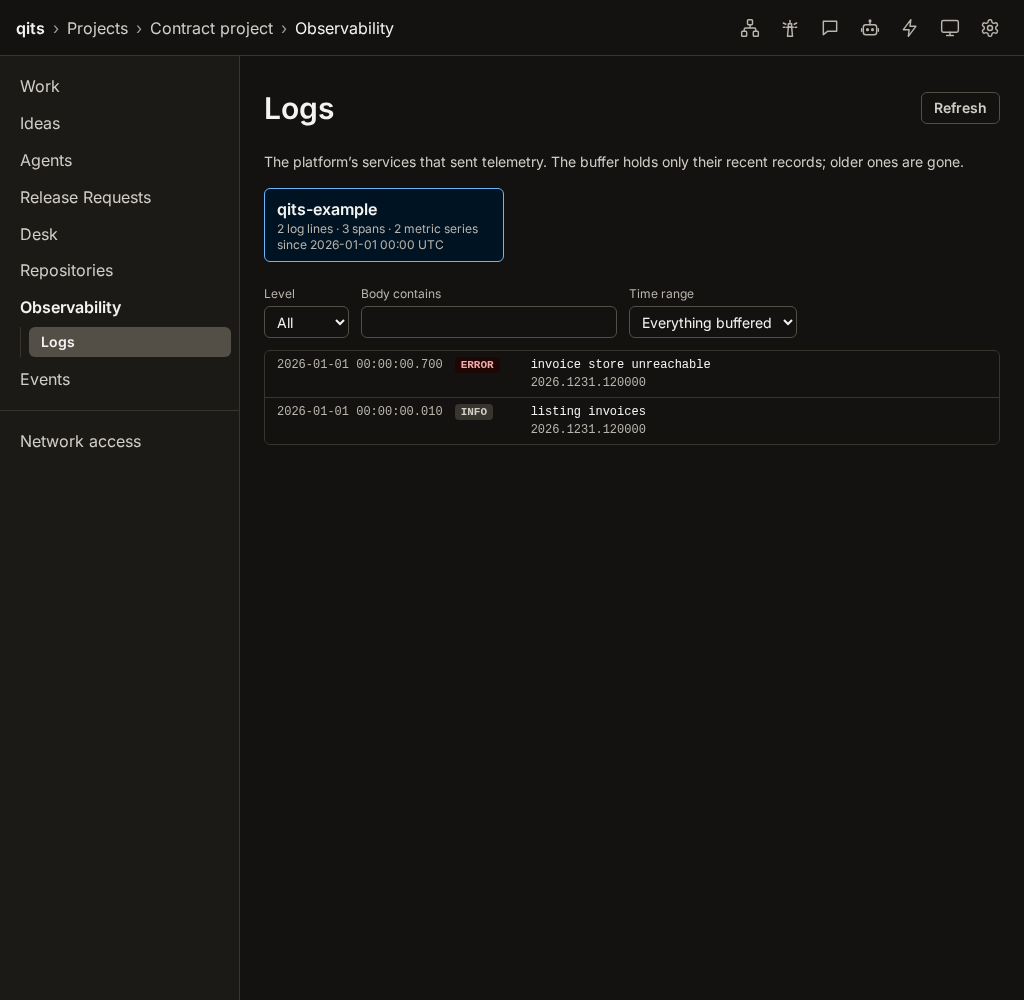 qits › Projects › Contract project › Observability
Work
Ideas
Agents
Release Requests
Desk
Repositories
Observability
Logs
Events
Network access
Logs
Refresh
The platform’s services that sent telemetry. The buffer holds only their recent records; older ones are gone.
qits-example
2 log lines · 3 spans · 2 metric series
since 2026-01-01 00:00 UTC
Level
Body contains
Time range
All
Everything buffered
2026-01-01 00:00:00.700 ERROR invoice store unreachable
2026.1231.120000
2026-01-01 00:00:00.010 INFO listing invoices
2026.1231.120000